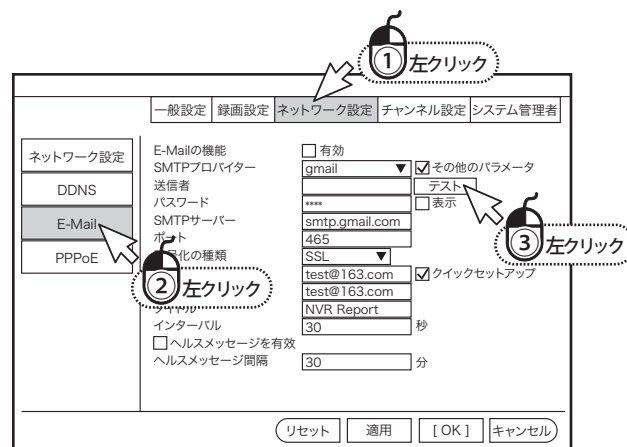 1 左クリック
一般設定 録画設定 ネットワーク設定 チャンネル設定 システム管理者
ネットワーク設定
DDNS
E-Mail
PPPoE
E-Mailの機能 有効
SMTPプロバイター gmail ▼ その他のパラメータ
送信者 テスト
パスワード **** 表示
SMTPサーバー smtp.gmail.com
ポート 465
号化の種類 SSL ▼
test@163.com クイックセットアップ
test@163.com
NVR Report
インターバル 30 秒
ヘルスメッセージを有効
ヘルスメッセージ間隔 30 分
2 左クリック
3 左クリック
リセット 適用 [ OK ] キャンセル